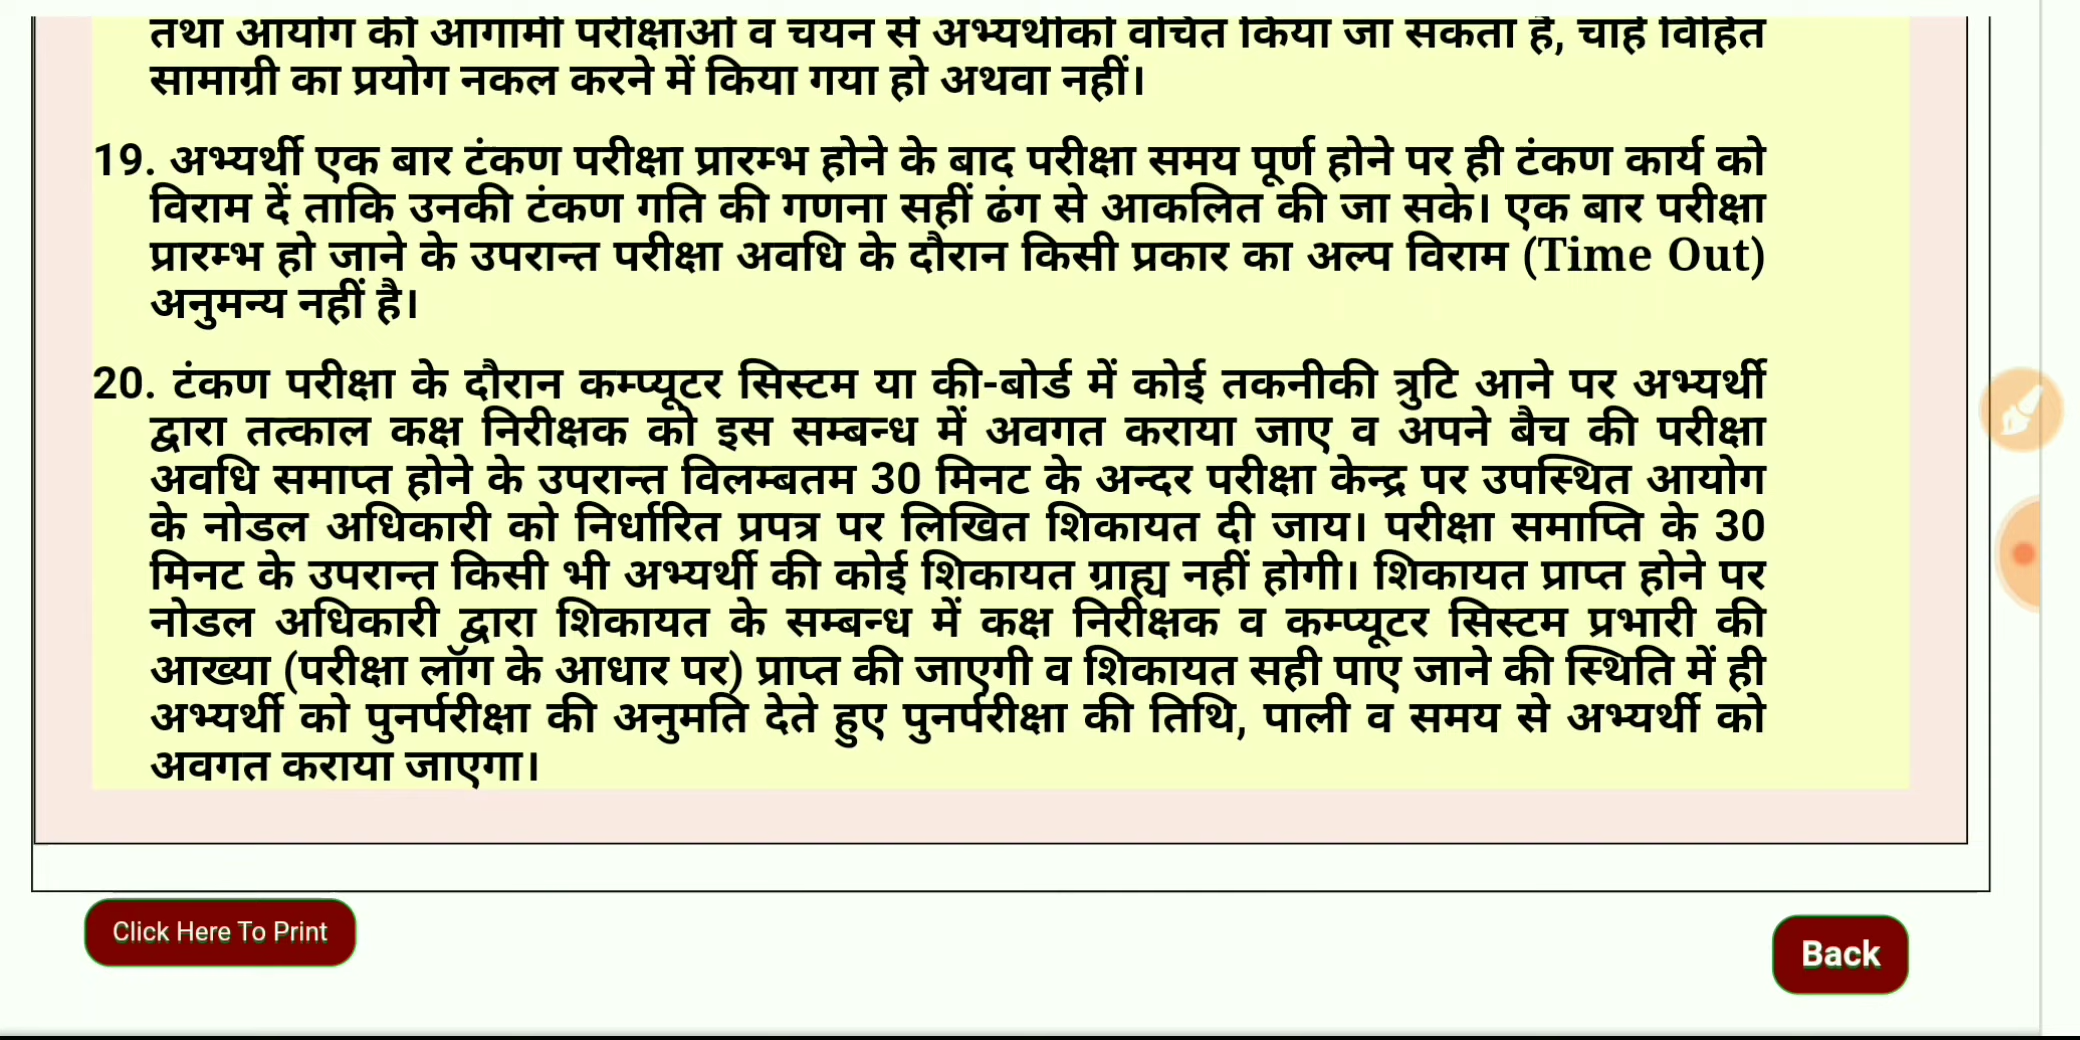 तथा आयोग की आगामी परीक्षाओं व चयन से अभ्यर्थीको वंचित किया जा सकता है, चाहे विहित
सामाग्री का प्रयोग नकल करने में किया गया हो अथवा नहीं।
19. अभ्यर्थी एक बार टंकण परीक्षा प्रारम्भ होने के बाद परीक्षा समय पूर्ण होने पर ही टंकण कार्य को
विराम दें ताकि उनकी टंकण गति की गणना सहीं ढंग से आकलित की जा सके। एक बार परीक्षा
प्रारम्भ हो जाने के उपरान्त परीक्षा अवधि के दौरान किसी प्रकार का अल्प विराम (Time Out)
अनुमन्य नहीं है।
20. टंकण परीक्षा के दौरान कम्प्यूटर सिस्टम या की-बोर्ड में कोई तकनीकी त्रुटि आने पर अभ्यर्थी
द्वारा तत्काल कक्ष निरीक्षक को इस सम्बन्ध में अवगत कराया जाए व अपने बैच की परीक्षा
अवधि समाप्त होने के उपरान्त विलम्बतम 30 मिनट के अन्दर परीक्षा केन्द्र पर उपस्थित आयोग
के नोडल अधिकारी को निर्धारित प्रपत्र पर लिखित शिकायत दी जाय। परीक्षा समाप्ति के 30
मिनट के उपरान्त किसी भी अभ्यर्थी की कोई शिकायत ग्राह्य नहीं होगी। शिकायत प्राप्त होने पर
नोडल अधिकारी द्वारा शिकायत के सम्बन्ध में कक्ष निरीक्षक व कम्प्यूटर सिस्टम प्रभारी की
आख्या (परीक्षा लॉग के आधार पर) प्राप्त की जाएगी व शिकायत सही पाए जाने की स्थिति में ही
अभ्यर्थी को पुनर्परीक्षा की अनुमति देते हुए पुनर्परीक्षा की तिथि, पाली व समय से अभ्यर्थी को
अवगत कराया जाएगा।
Click Here To Print
Back